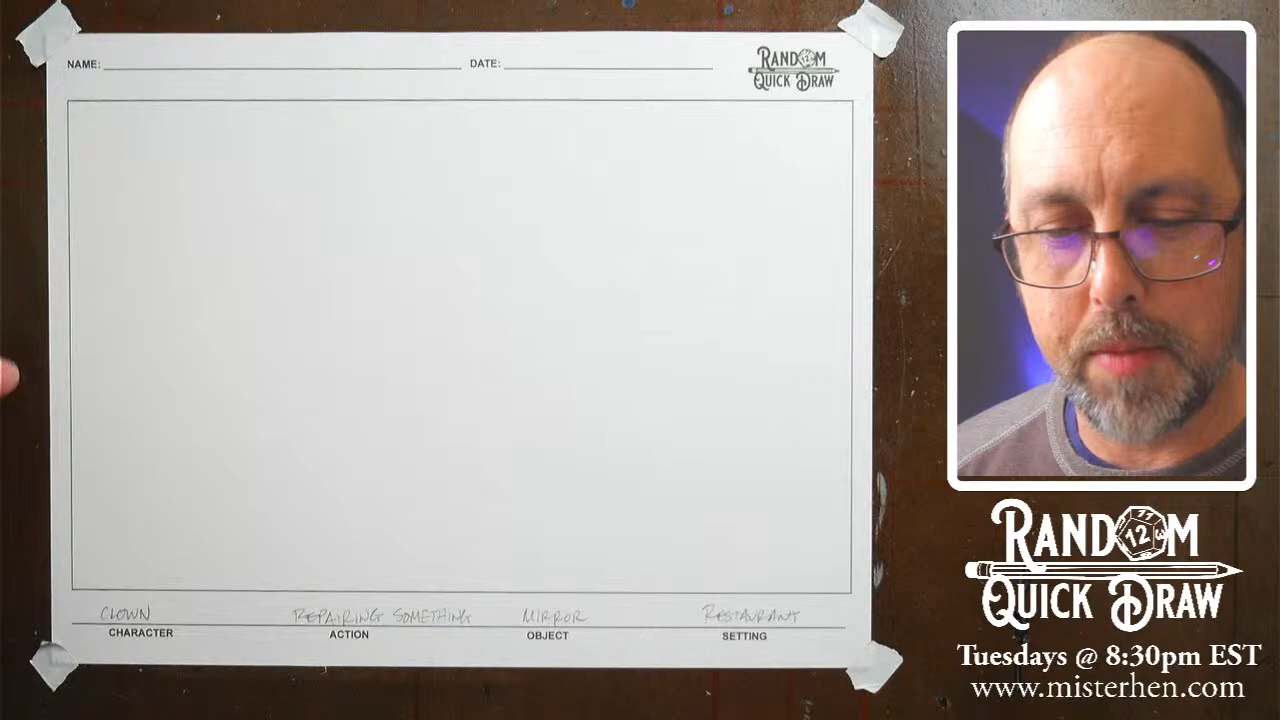 NAME: DATE:
RANDOM
QUICK DRAW
CLOWN REPAIRING SOMETHING MIRROR RESTAURANT
CHARACTER ACTION OBJECT SETTING
RANDOM
11
12
QUICK DRAW
Tuesdays @ 8:30pm EST
www.misterhen.com